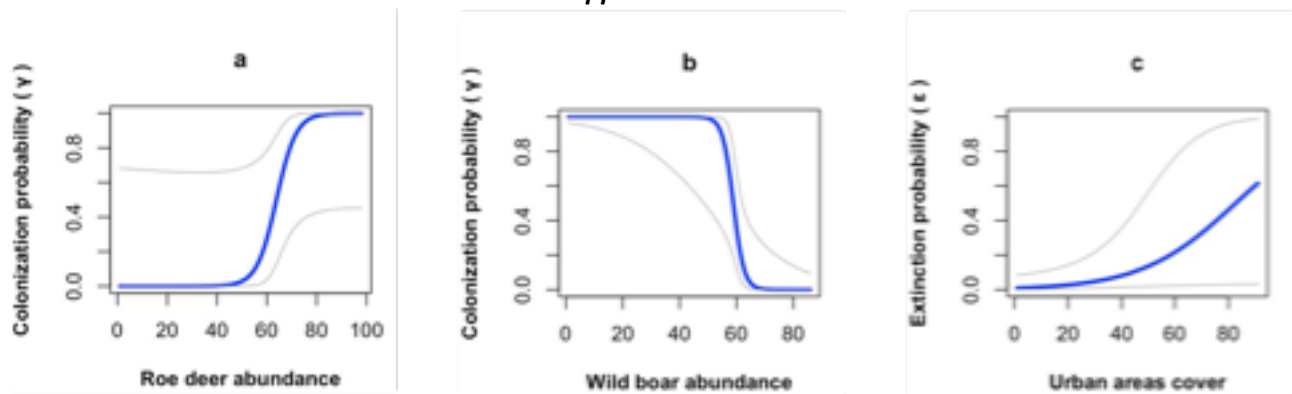 a
Colonization probability ( γ )
0.0 0.4 0.8
0 20 40 60 80 100
Roe deer abundance
b
Colonization probability ( γ )
0.0 0.4 0.8
0 20 40 60 80
Wild boar abundance
c
Extinction probability ( ε )
0.0 0.4 0.8
0 20 40 60 80
Urban areas cover